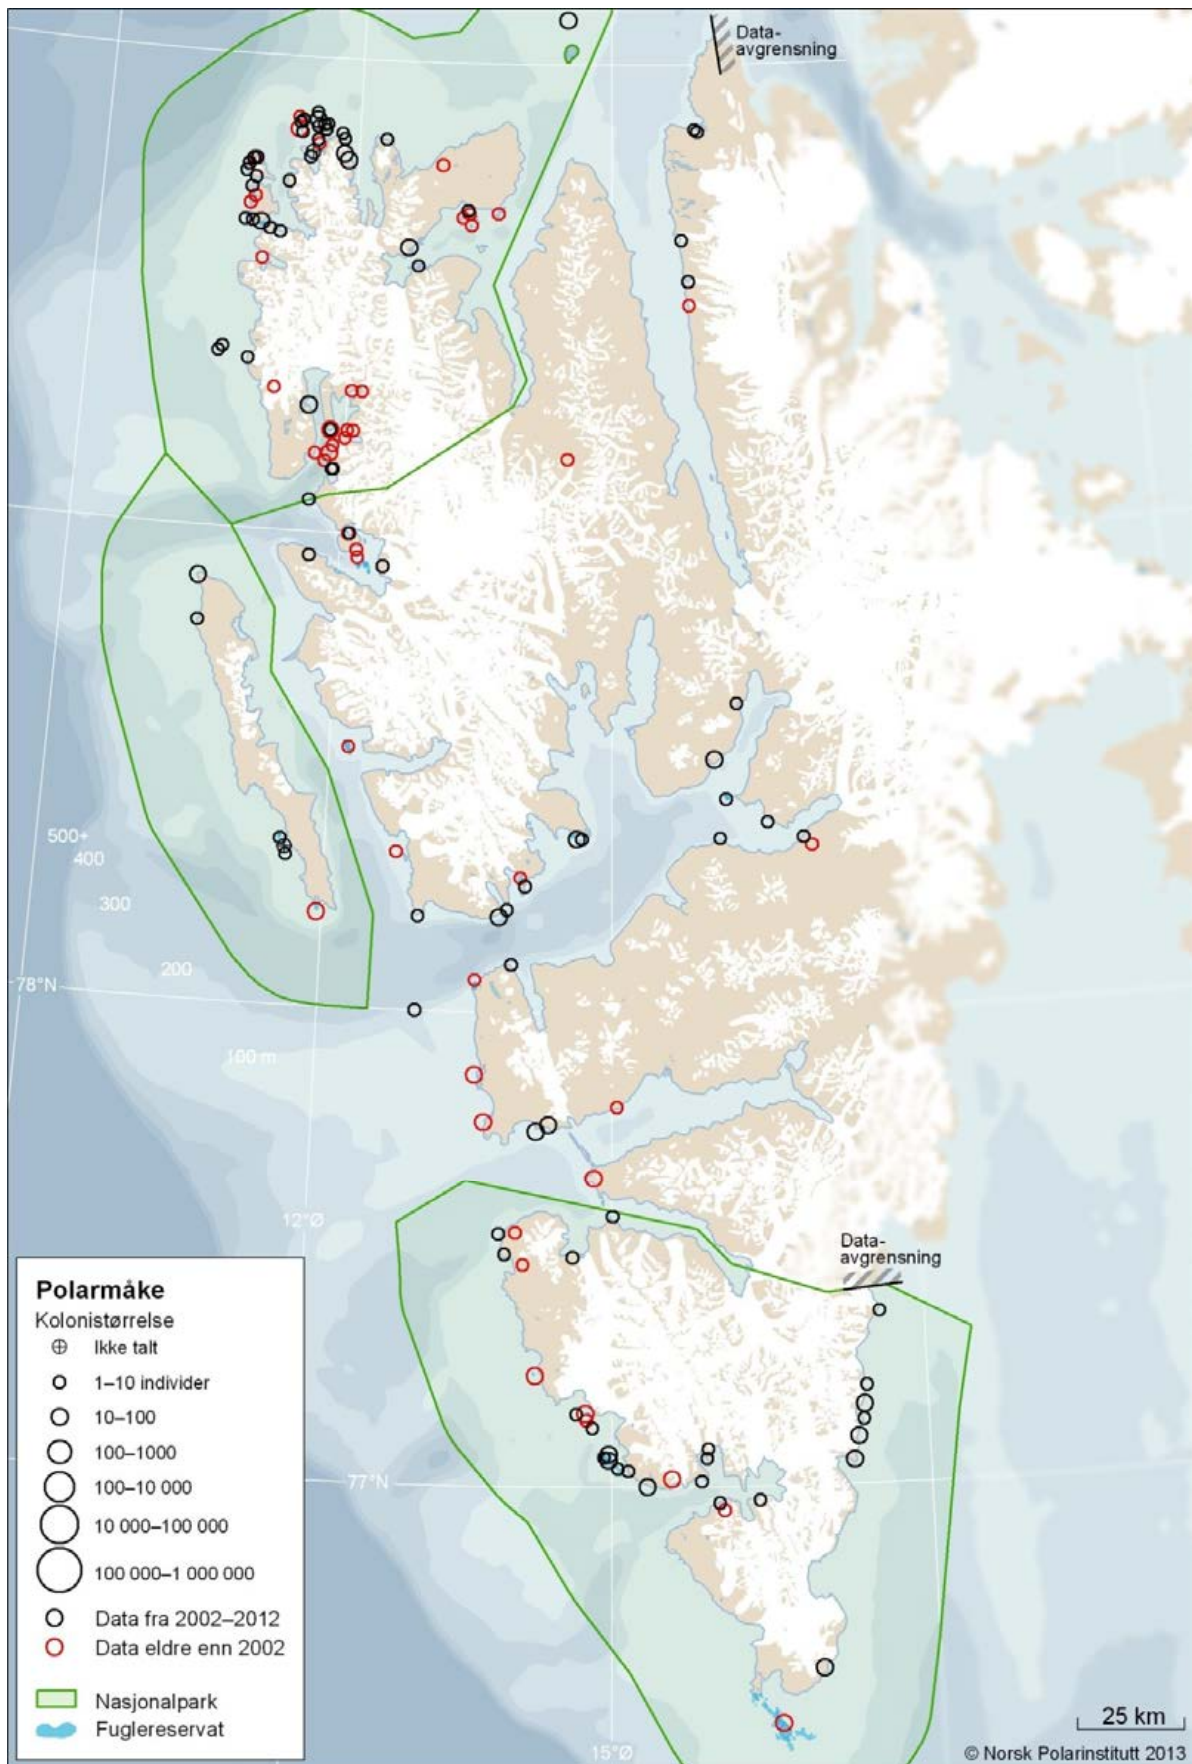 Data-
avgrensning
500+
400
300
200
78°N
100 m
12°Ø
Data-
avgrensning
77°N
15°Ø
Polarmåke
Kolonistørrelse
Ikke talt
1–10 individer
10–100
100–1000
100–10 000
10 000–100 000
100 000–1 000 000
Data fra 2002–2012
Data eldre enn 2002
Nasjonalpark
Fuglereservat
25 km
© Norsk Polarinstitutt 2013